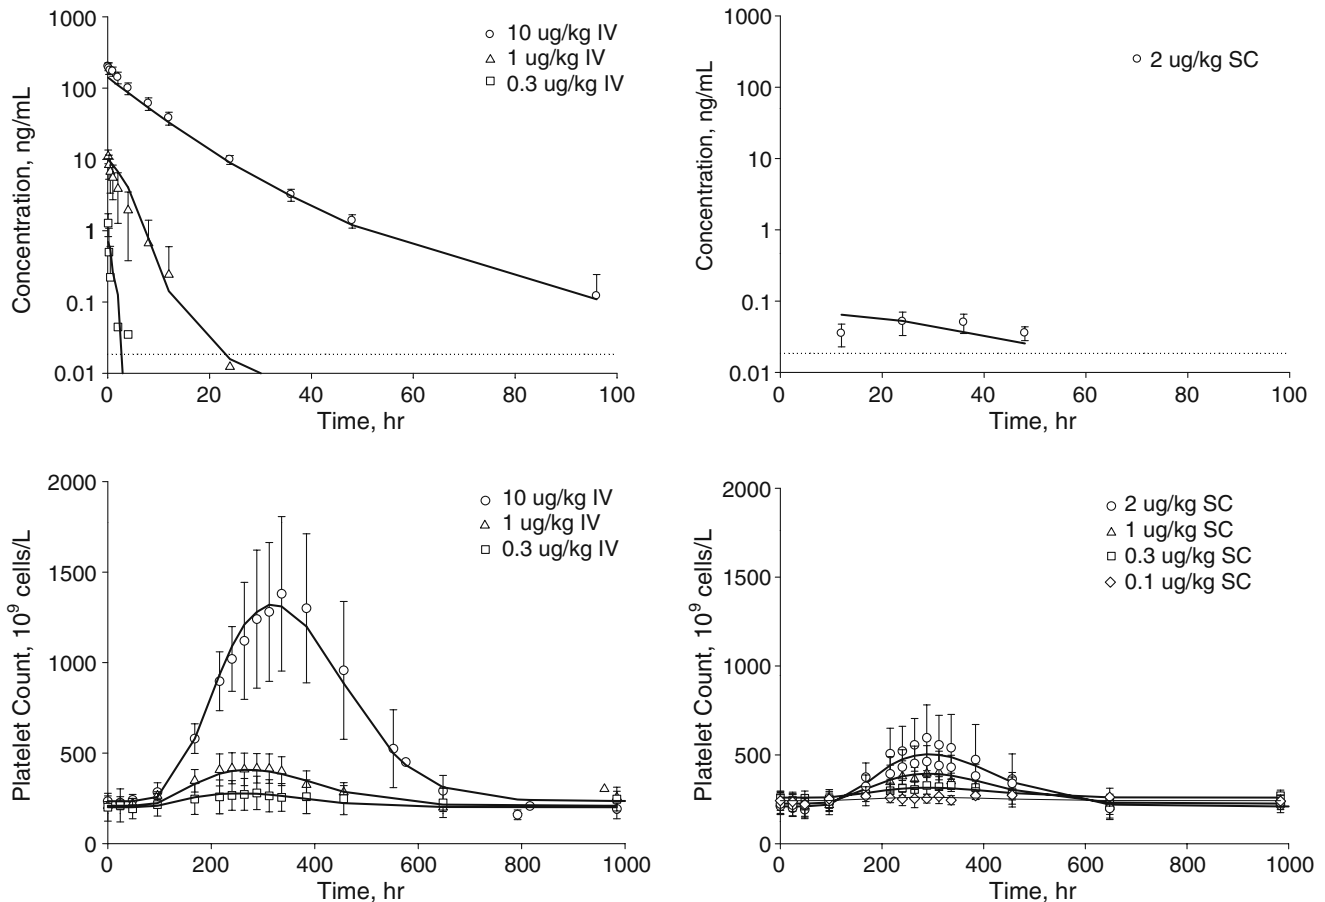 1000
100
10
1
0.1
0.01
Concentration, ng/mL
10 ug/kg IV
1 ug/kg IV
0.3 ug/kg IV
0 20 40 60 80 100
Time, hr
1000
100
10
1
0.1
0.01
Concentration, ng/mL
2 ug/kg SC
0 20 40 60 80 100
Time, hr
2000
1500
1000
500
0
Platelet Count, 10⁹ cells/L
10 ug/kg IV
1 ug/kg IV
0.3 ug/kg IV
0 200 400 600 800 1000
Time, hr
2000
1500
1000
500
0
Platelet Count, 10⁹ cells/L
2 ug/kg SC
1 ug/kg SC
0.3 ug/kg SC
0.1 ug/kg SC
0 200 400 600 800 1000
Time, hr